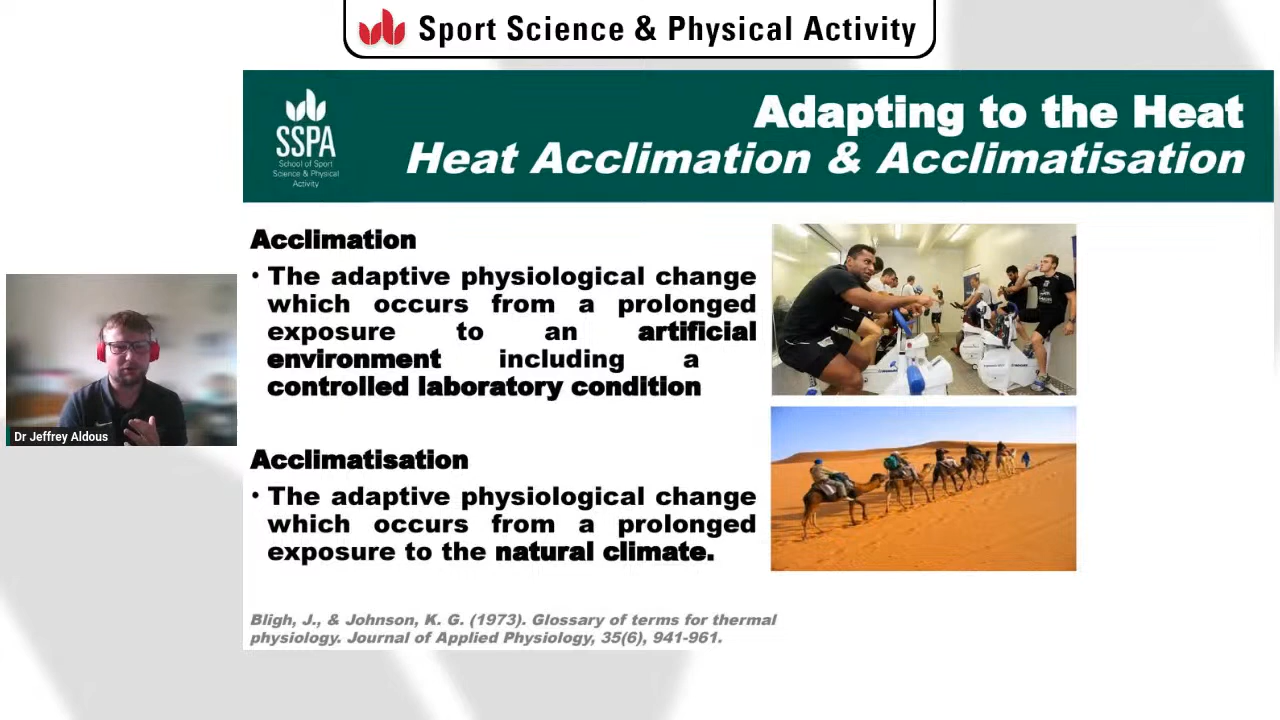 Sport Science & Physical Activity
SSPA
School of Sport
Science & Physical
Activity
Adapting to the Heat
Heat Acclimation & Acclimatisation
Acclimation
• The adaptive physiological change
which occurs from a prolonged
exposure to an artificial
environment including a
controlled laboratory condition
Dr Jeffrey Aldous
Acclimatisation
• The adaptive physiological change
which occurs from a prolonged
exposure to the natural climate.
Bligh, J., & Johnson, K. G. (1973). Glossary of terms for thermal
physiology. Journal of Applied Physiology, 35(6), 941-961.